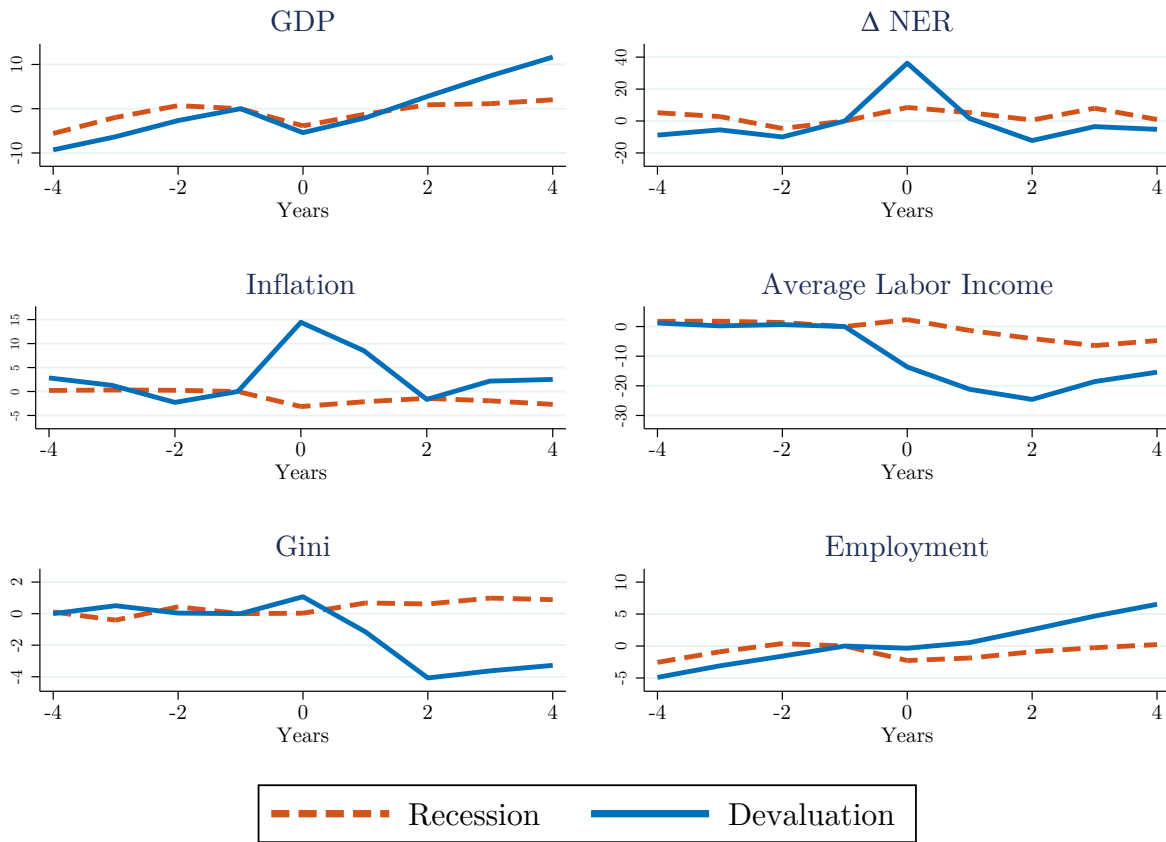 GDP
10
0
-10
-4 -2 0 2 4
Years
Δ NER
40
20
0
-20
-4 -2 0 2 4
Years
Inflation
15
10
5
0
-5
-4 -2 0 2 4
Years
Average Labor Income
0
-10
-20
-30
-4 -2 0 2 4
Years
Gini
2
0
-2
-4
-4 -2 0 2 4
Years
Employment
10
5
0
-5
-4 -2 0 2 4
Years
Recession Devaluation